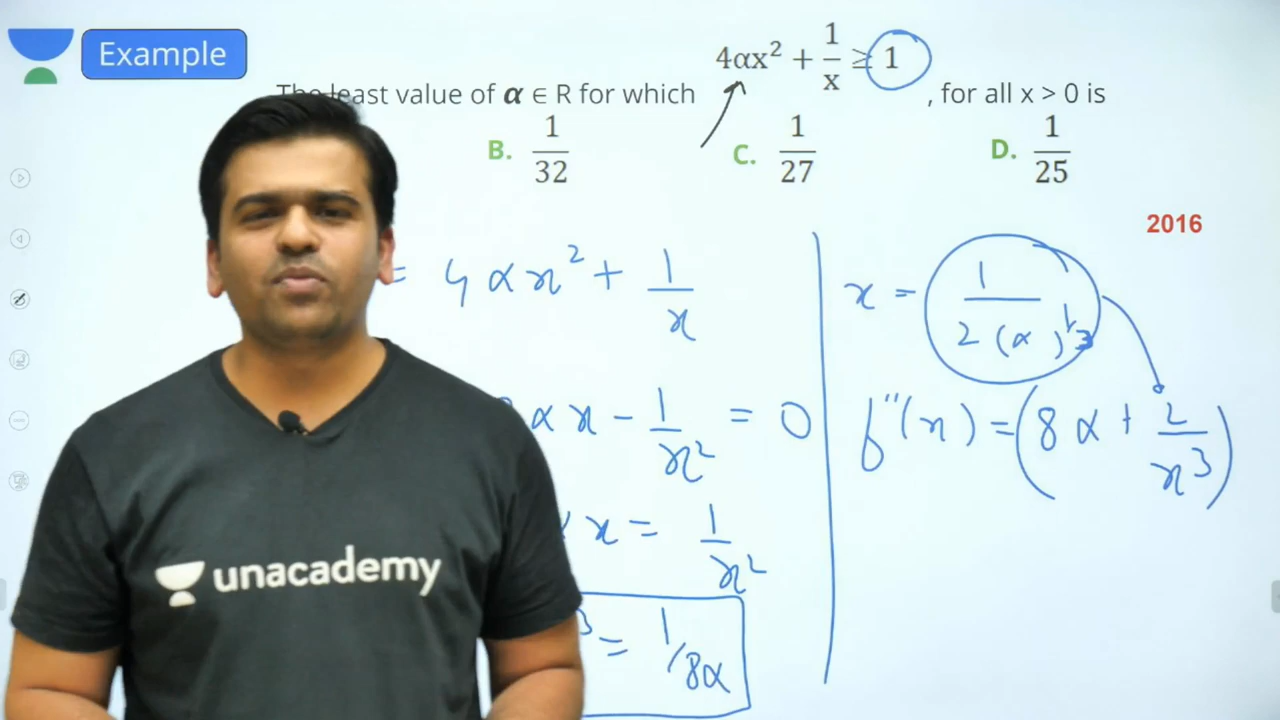 Example
4αx² + 1/x ≥ 1
The least value of α ∈ R for which , for all x > 0 is
B. 1/32 C. 1/27 D. 1/25
2016
= 4αx² + 1/x
x = 1/(2(α)^1/3)
αx - 1/x² = 0
f''(x) = (8α + 2/x³)
x = 1/x²
3 = 1/8α
unacademy